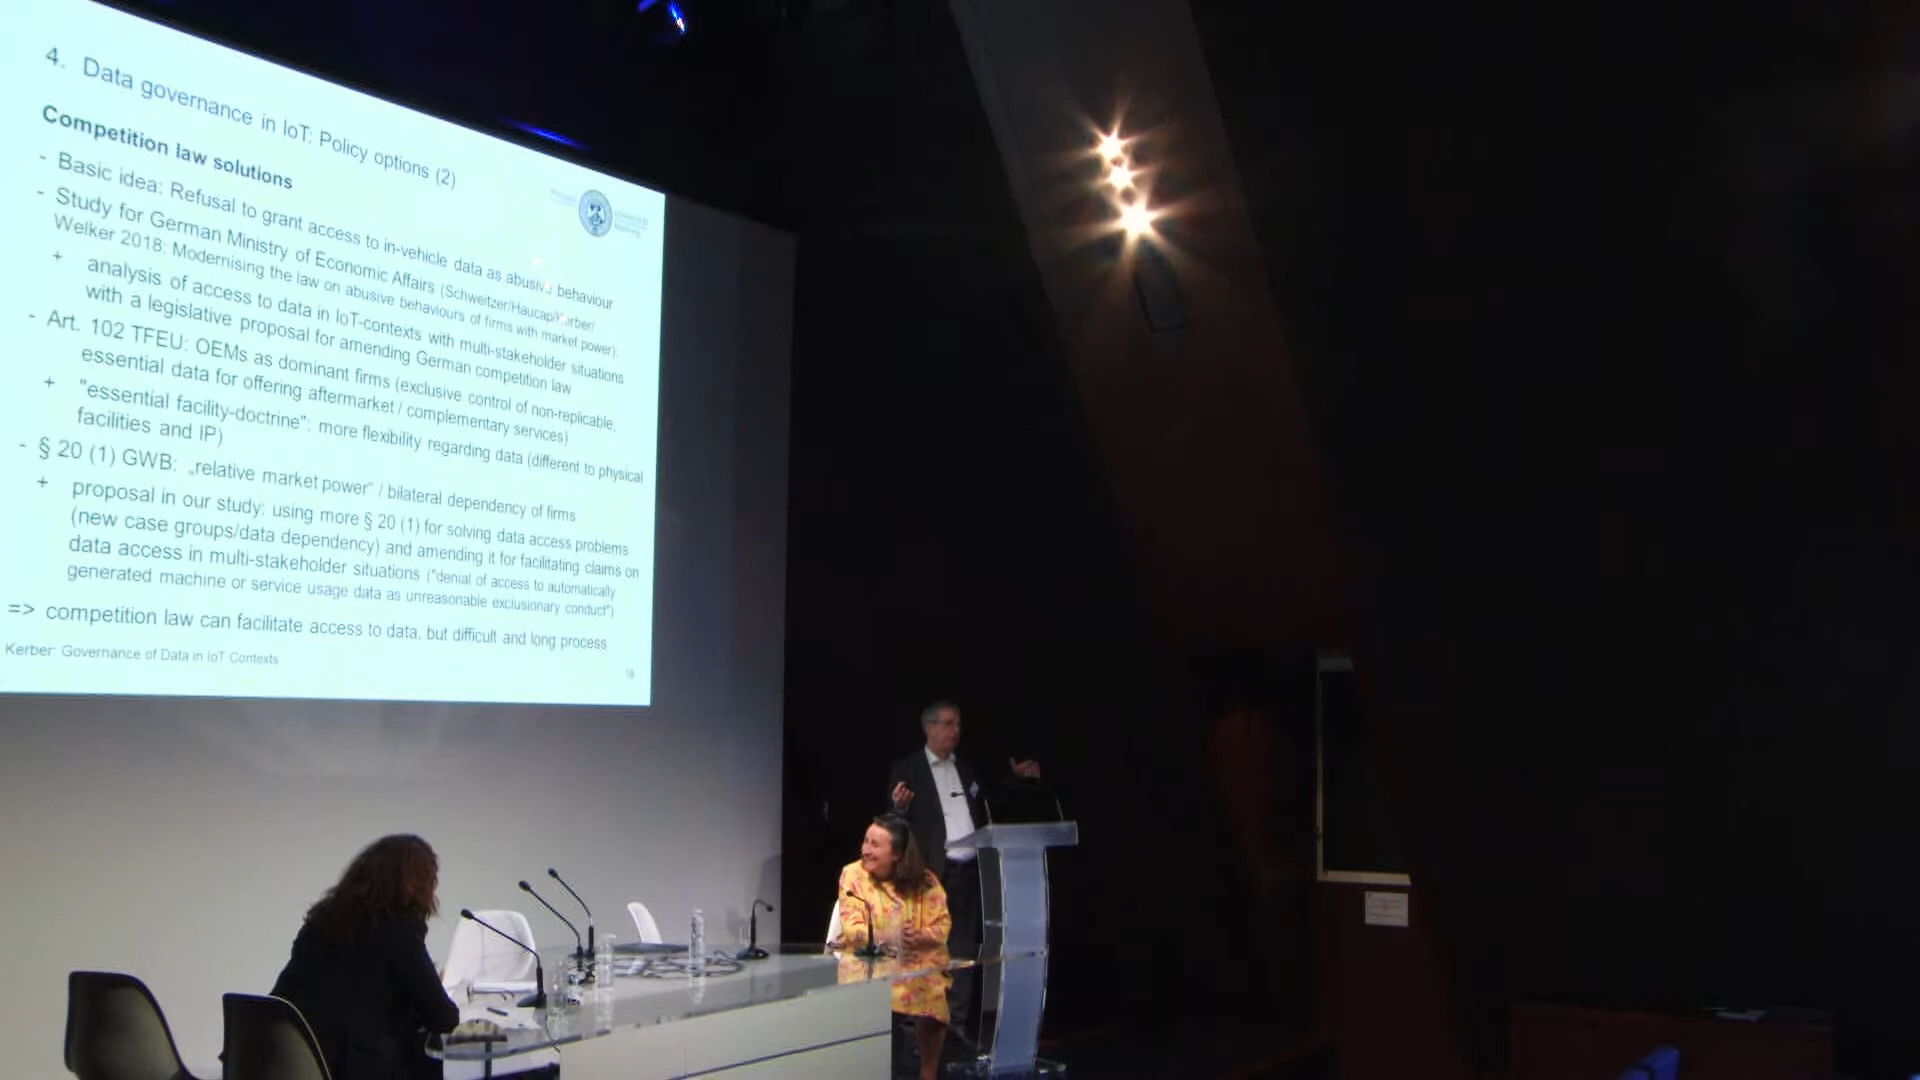 4. Data governance in IoT: Policy options (2)
Competition law solutions
- Basic idea: Refusal to grant access to in-vehicle data as abusive behaviour
- Study for German Ministry of Economic Affairs (Schweitzer/Haucap/Kerber/
Welker 2018: Modernising the law on abusive behaviours of firms with market power):
+ analysis of access to data in IoT-contexts with multi-stakeholder situations
with a legislative proposal for amending German competition law
- Art. 102 TFEU: OEMs as dominant firms (exclusive control of non-replicable,
essential data for offering aftermarket / complementary services)
+ "essential facility-doctrine": more flexibility regarding data (different to physical
facilities and IP)
- § 20 (1) GWB: „relative market power“ / bilateral dependency of firms
+ proposal in our study: using more § 20 (1) for solving data access problems
(new case groups/data dependency) and amending it for facilitating claims on
data access in multi-stakeholder situations ("denial of access to automatically
generated machine or service usage data as unreasonable exclusionary conduct")
=> competition law can facilitate access to data, but difficult and long process
Kerber: Governance of Data in IoT Contexts